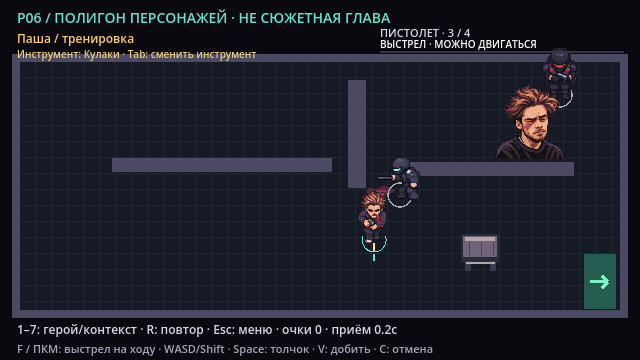 P06 / ПОЛИГОН ПЕРСОНАЖЕЙ · НЕ СЮЖЕТНАЯ ГЛАВА
Паша / тренировка
ПИСТОЛЕТ · 3 / 4
ВЫСТРЕЛ · МОЖНО ДВИГАТЬСЯ
Инструмент: Кулаки · Tab: сменить инструмент
1–7: герой/контекст · R: повтор · Esc: меню · очки 0 · приём 0.2с
F / ПКМ: выстрел на ходу · WASD/Shift · Space: толчок · V: добить · C: отмена